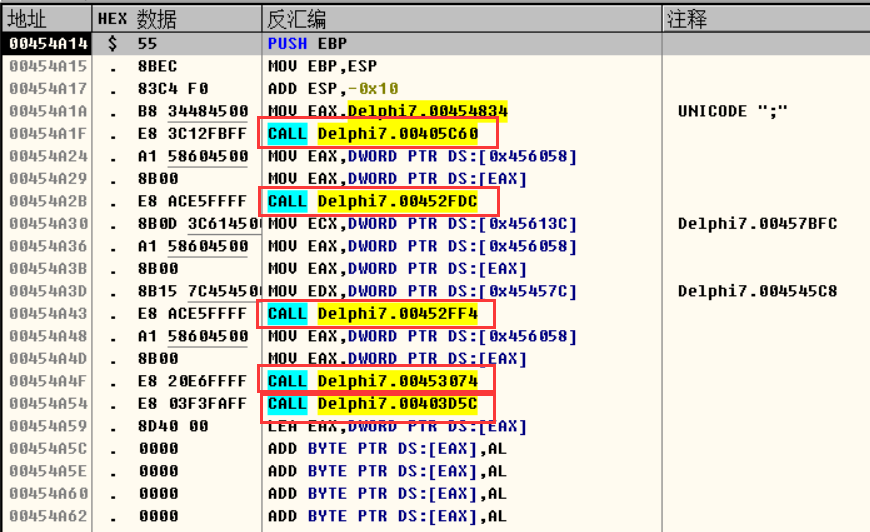 地址 HEX 数据 反汇编 注释
00454A14 $ 55 PUSH EBP
00454A15 . 8BEC MOV EBP,ESP
00454A17 . 83C4 F0 ADD ESP,-0x10
00454A1A . B8 34484500 MOV EAX,Delphi7.00454834 UNICODE ";"
00454A1F . E8 3C12FBFF CALL Delphi7.00405C60
00454A24 . A1 58604500 MOV EAX,DWORD PTR DS:[0x456058]
00454A29 . 8B00 MOV EAX,DWORD PTR DS:[EAX]
00454A2B . E8 ACE5FFFF CALL Delphi7.00452FDC
00454A30 . 8B0D 3C614500 MOV ECX,DWORD PTR DS:[0x45613C] Delphi7.00457BFC
00454A36 . A1 58604500 MOV EAX,DWORD PTR DS:[0x456058]
00454A3B . 8B00 MOV EAX,DWORD PTR DS:[EAX]
00454A3D . 8B15 7C454500 MOV EDX,DWORD PTR DS:[0x45457C] Delphi7.004545C8
00454A43 . E8 ACE5FFFF CALL Delphi7.00452FF4
00454A48 . A1 58604500 MOV EAX,DWORD PTR DS:[0x456058]
00454A4D . 8B00 MOV EAX,DWORD PTR DS:[EAX]
00454A4F . E8 20E6FFFF CALL Delphi7.00453074
00454A54 . E8 03F3FAFF CALL Delphi7.00403D5C
00454A59 . 8D40 00 LEA EAX,DWORD PTR DS:[EAX]
00454A5C . 0000 ADD BYTE PTR DS:[EAX],AL
00454A5E . 0000 ADD BYTE PTR DS:[EAX],AL
00454A60 . 0000 ADD BYTE PTR DS:[EAX],AL
00454A62 . 0000 ADD BYTE PTR DS:[EAX],AL